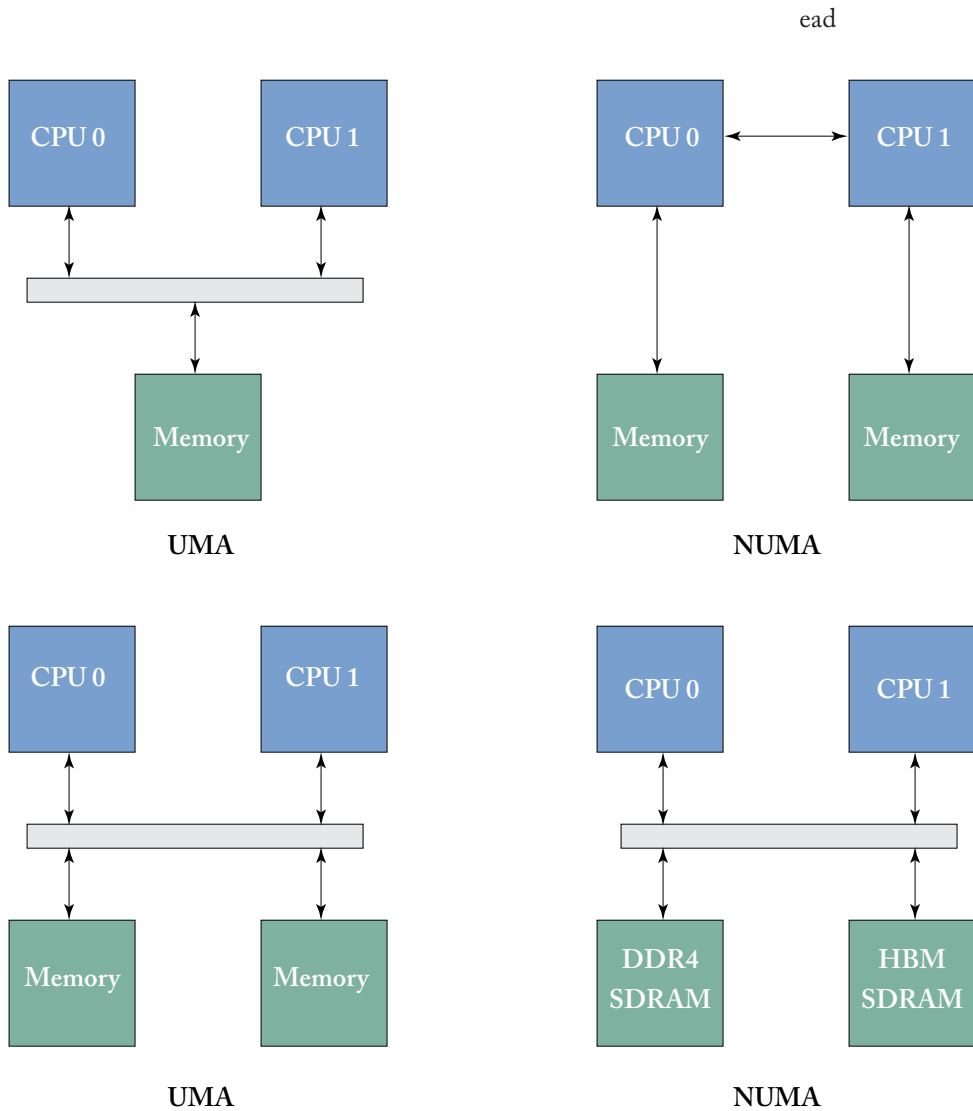 ead
CPU 0
CPU 1
CPU 0
CPU 1
Memory
Memory
Memory
UMA
NUMA
CPU 0
CPU 1
CPU 0
CPU 1
Memory
Memory
DDR4
SDRAM
HBM
SDRAM
UMA
NUMA